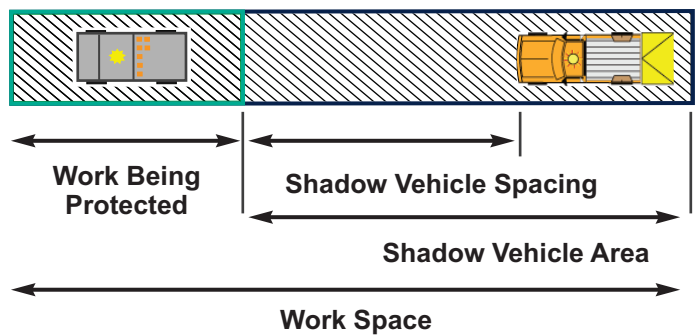 Work Being
Protected
Shadow Vehicle Spacing
Shadow Vehicle Area
Work Space